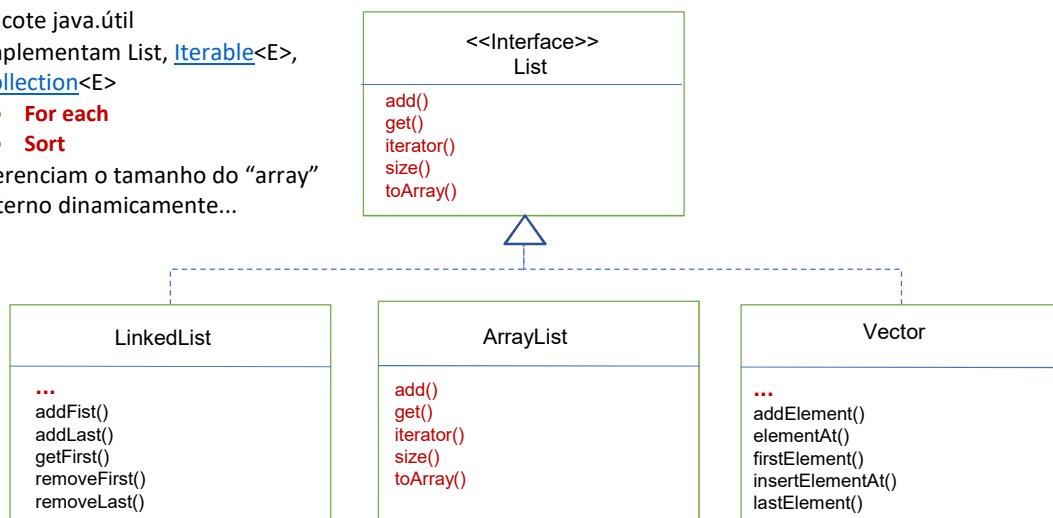 cote java.útil
plementam List, Iterable<E>,
ollection<E>
For each
Sort
erenciam o tamanho do “array”
terno dinamicamente...
<<Interface>>
List
add()
get()
iterator()
size()
toArray()
LinkedList
...
addFist()
addLast()
getFirst()
removeFirst()
removeLast()
ArrayList
add()
get()
iterator()
size()
toArray()
Vector
...
addElement()
elementAt()
firstElement()
insertElementAt()
lastElement()